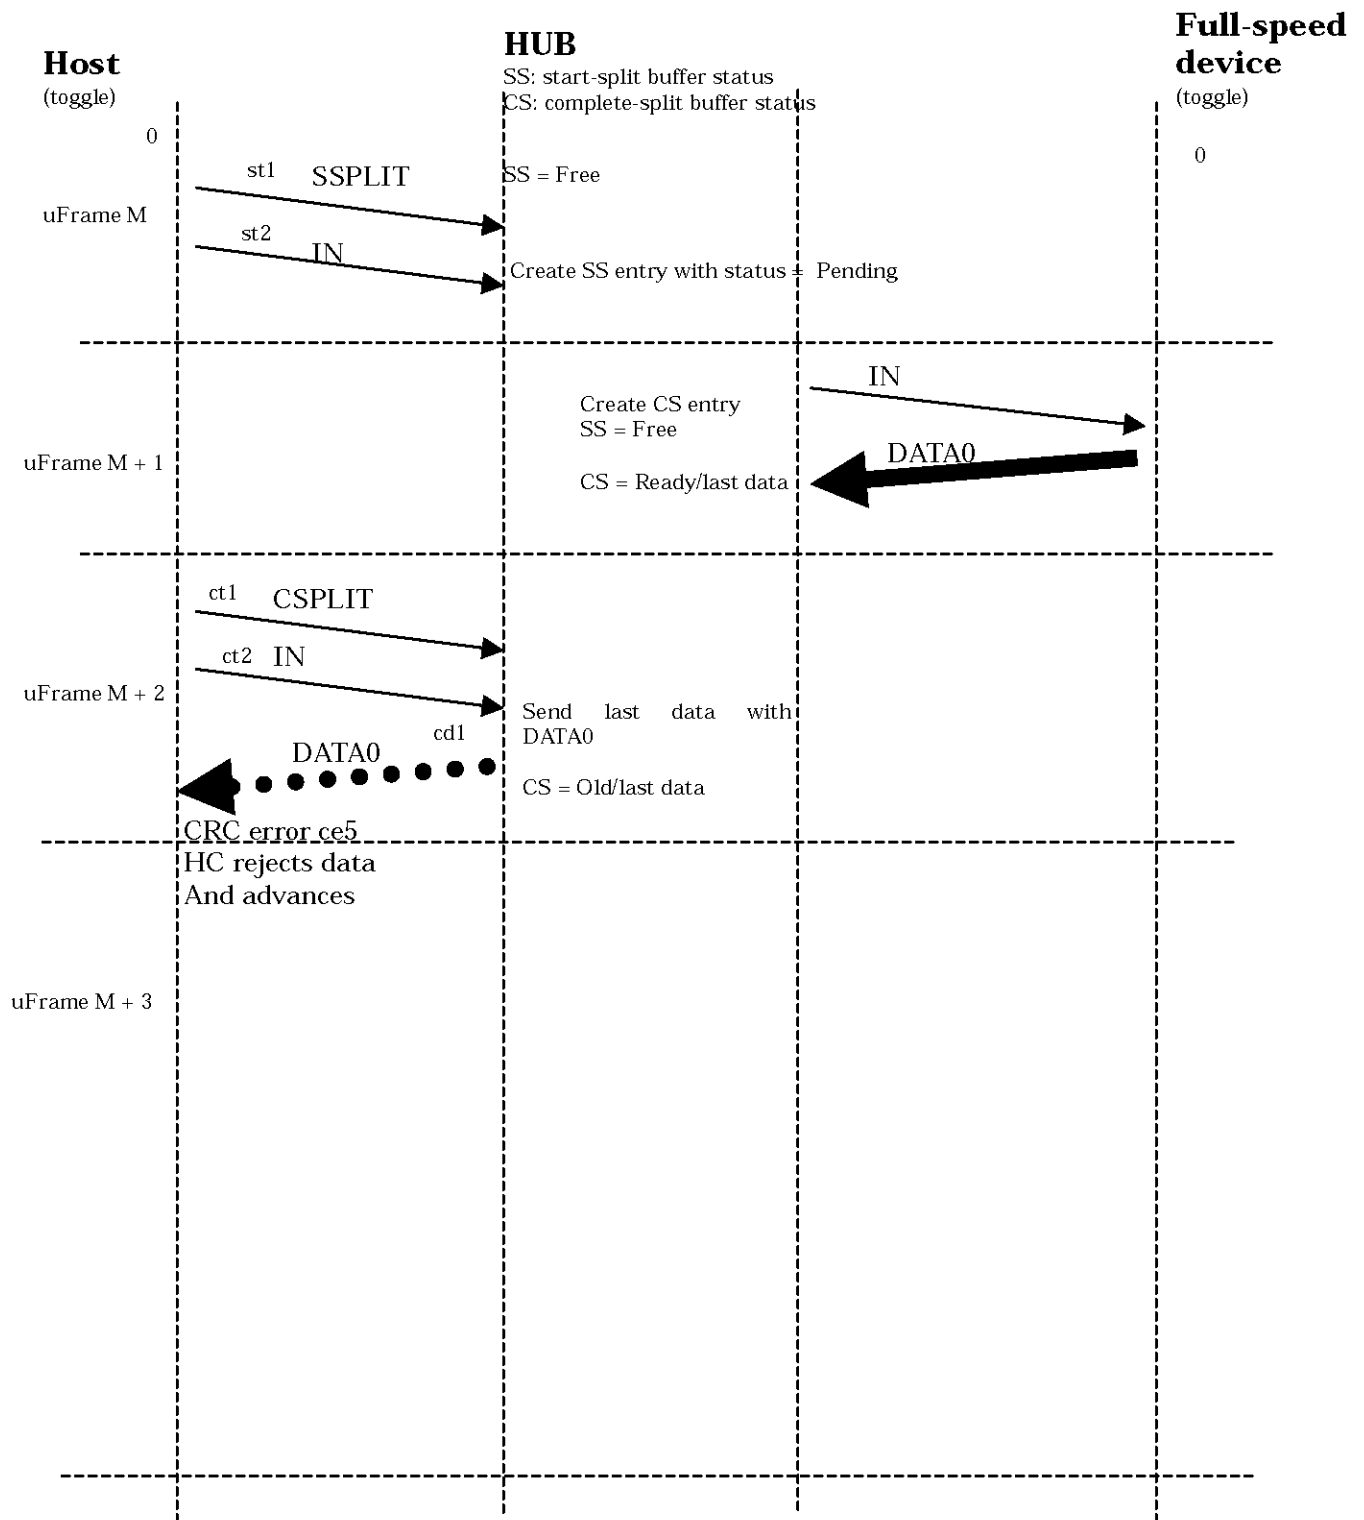 Host
(toggle)
HUB
SS: start-split buffer status
CS: complete-split buffer status
Full-speed
device
(toggle)
0
0
st1
SSPLIT
SS = Free
uFrame M
st2
IN
Create SS entry with status = Pending
IN
Create CS entry
SS = Free
DATA0
uFrame M + 1
CS = Ready/last data
ct1
CSPLIT
ct2
IN
uFrame M + 2
Send last data with
DATA0
cd1
DATA0
CS = Old/last data
CRC error ce5
HC rejects data
And advances
uFrame M + 3